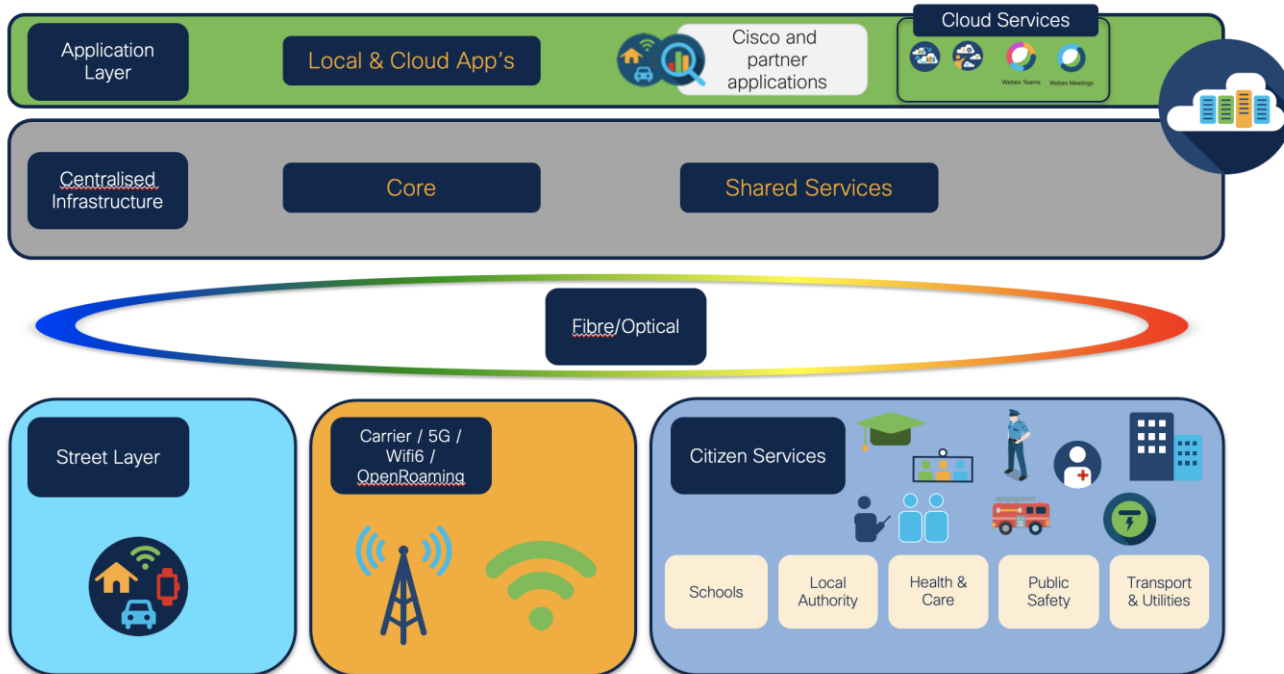 Application
Layer
Local & Cloud App's
Cisco and
partner
applications
Cloud Services
Webex Teams
Webex Meetings
Centralised
Infrastructure
Core
Shared Services
Fibre/Optical
Street Layer
Carrier / 5G /
Wifi6 /
OpenRoaming
Citizen Services
Schools
Local
Authority
Health &
Care
Public
Safety
Transport
& Utilities